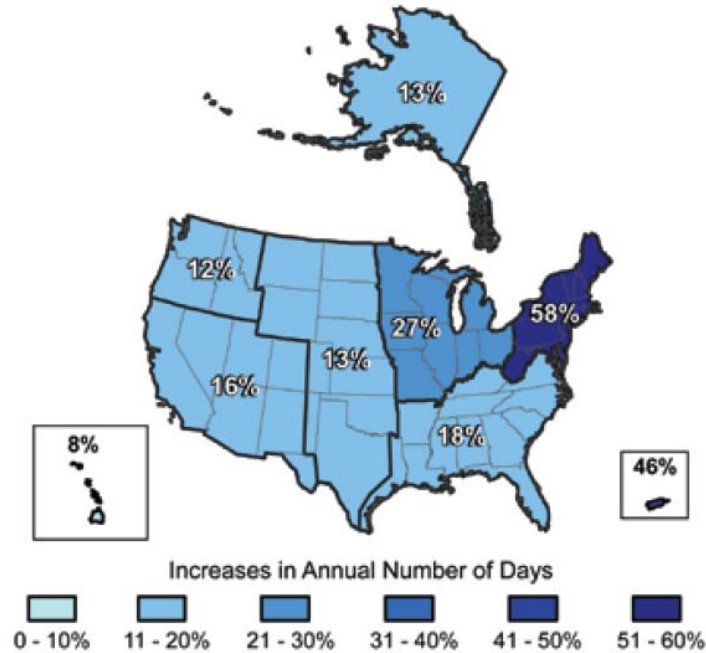 13%
12%
58%
27%
13%
16%
18%
8%
46%
Increases in Annual Number of Days
0 - 10%
11 - 20%
21 - 30%
31 - 40%
41 - 50%
51 - 60%